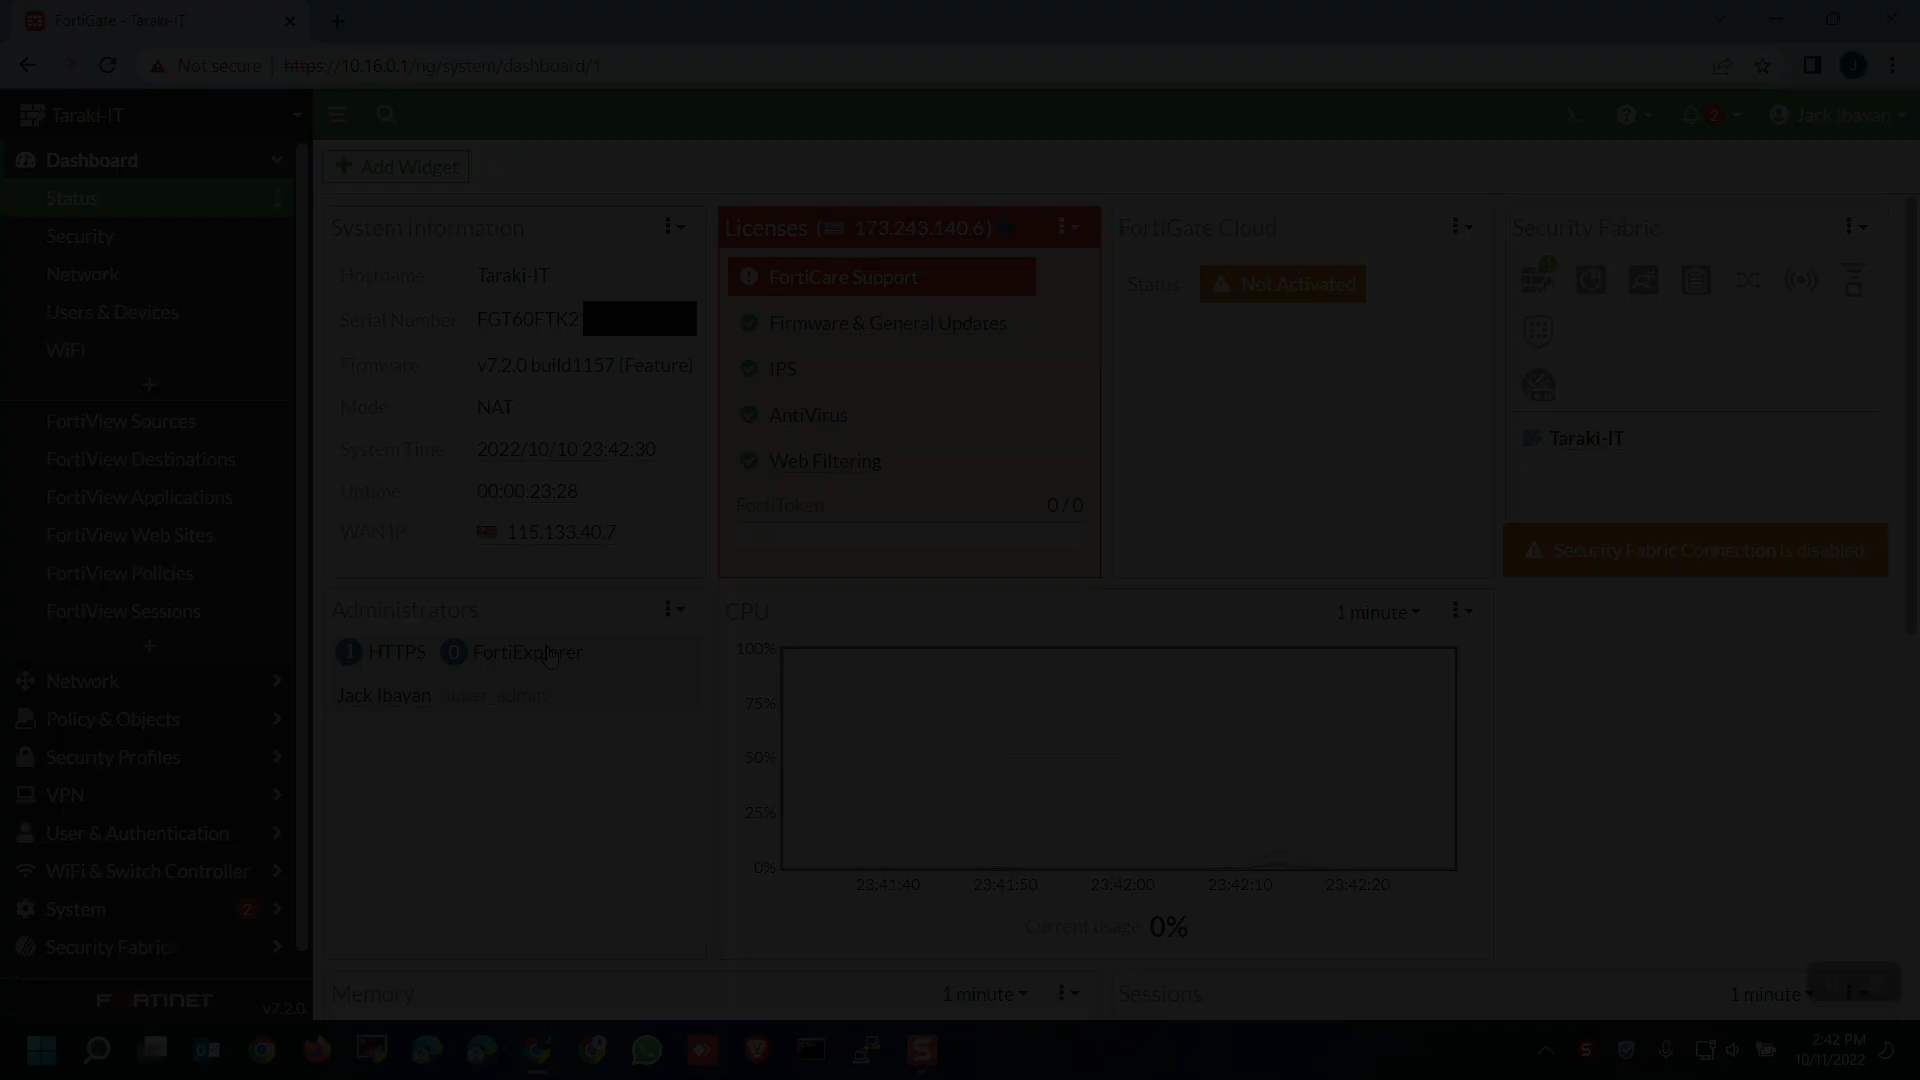 FortiGate - Taraki-IT
Not secure
https://10.16.0.1/ng/system/dashboard/1
J
Taraki-IT
2
Jack Ibayan
Dashboard
Status
Security
Network
Users & Devices
WiFi
FortiView Sources
FortiView Destinations
FortiView Applications
FortiView Web Sites
FortiView Policies
FortiView Sessions
Network
Policy & Objects
Security Profiles
VPN
User & Authentication
WiFi & Switch Controller
System
2
Security Fabric
FORTINET
v7.2.0
Add Widget
System Information
Hostname Taraki-IT
Serial Number FGT60FTK2
Firmware v7.2.0 build1157 (Feature)
Mode NAT
System Time 2022/10/10 23:42:30
Uptime 00:00:23:28
WAN IP 115.133.40.7
Licenses (173.243.140.6)
FortiCare Support
Firmware & General Updates
IPS
AntiVirus
Web Filtering
FortiToken 0 / 0
FortiGate Cloud
Status Not Activated
Security Fabric
Taraki-IT
Security Fabric Connection is disabled.
Administrators
1 HTTPS 0 FortiExplorer
Jack Ibayan super_admin
CPU
1 minute
100%
75%
50%
25%
0%
23:41:40 23:41:50 23:42:00 23:42:10 23:42:20
Current usage 0%
Memory
1 minute
Sessions
1 minute
2:42 PM
10/11/2022